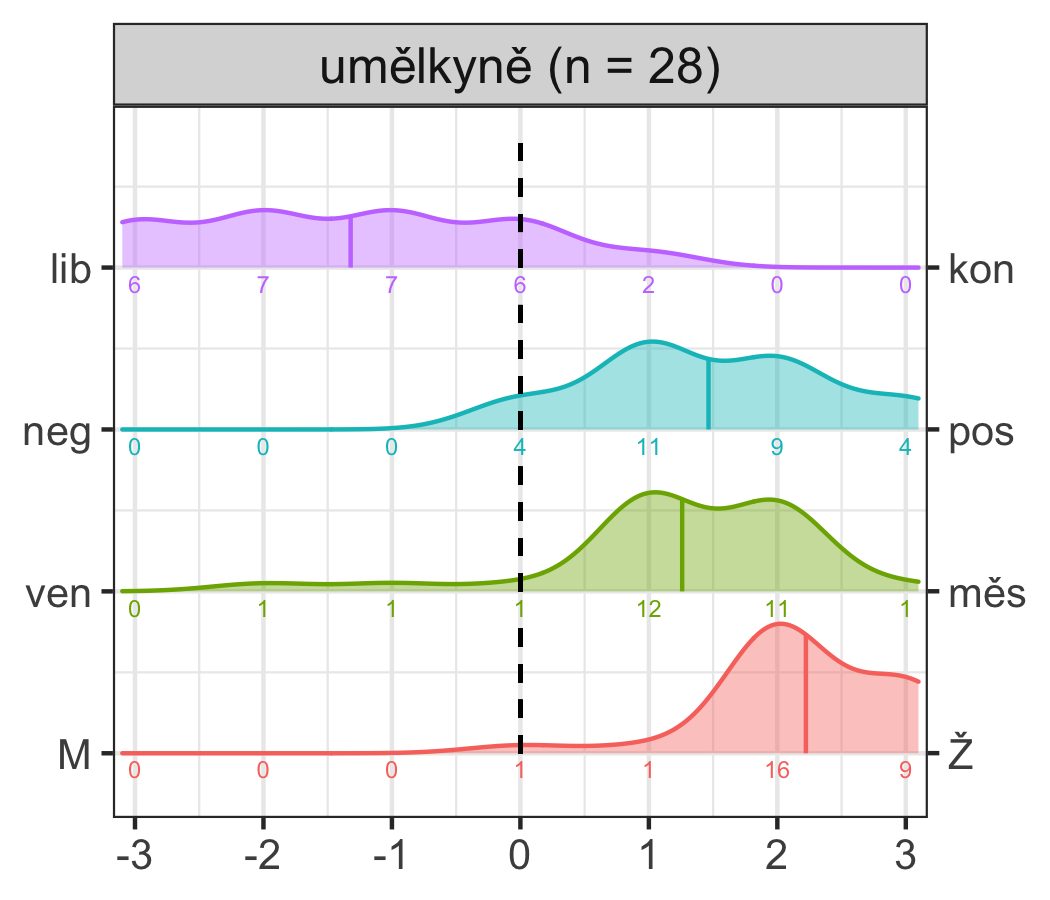 umělkyně (n = 28)
lib kon
6 7 7 6 2 0 0
neg pos
0 0 0 4 11 9 4
ven měs
0 1 1 1 12 11 1
M Ž
0 0 0 1 1 16 9
-3 -2 -1 0 1 2 3